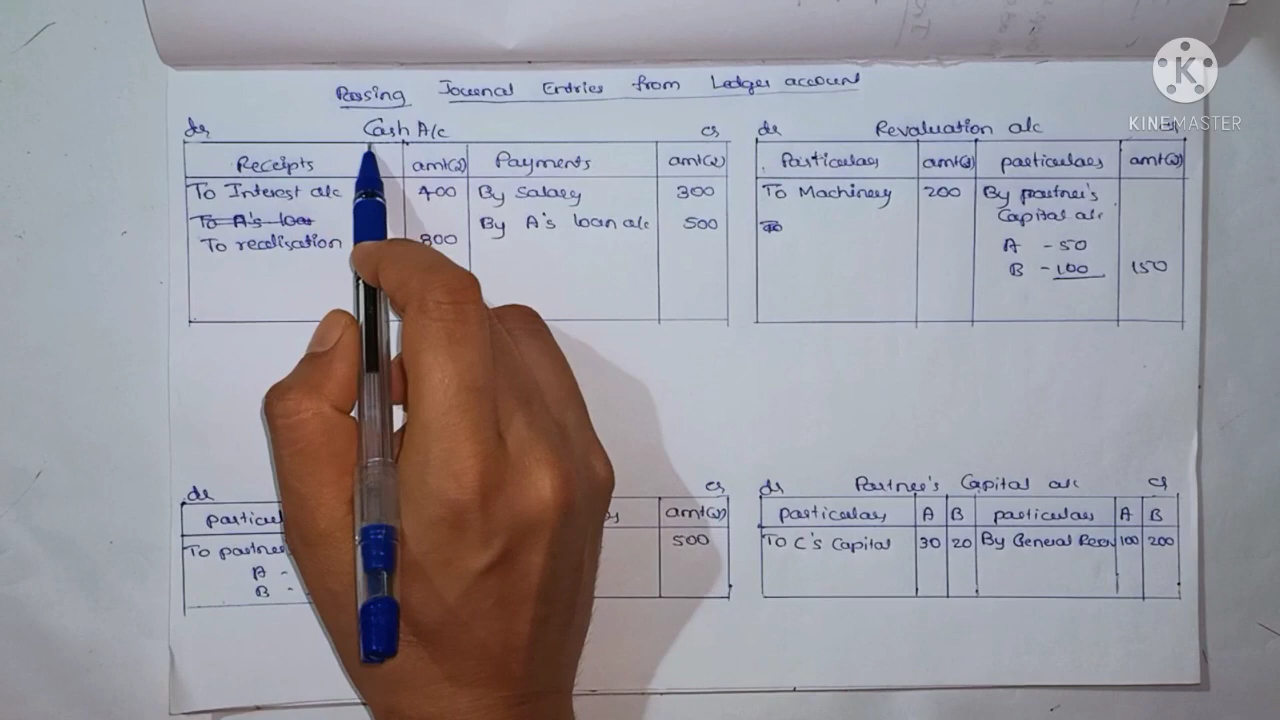 Passing Journal Entries from Ledger account
K
KINEMASTER
dr Cash A/c cr
Receipts amt(₹) Payments amt(₹)
To Interest a/c 400 By Salary 300
To A's loan
By A's loan a/c 500
To realisation 800
dr Revaluation a/c cr
Particulars amt(₹) particulars amt(₹)
To Machinery 200 By partner's
Capital a/c
A - 50
B - 100 150
dr cr
particul amt(₹)
To partne 500
A -
B -
dr Partner's Capital a/c cr
particulars A B particulars A B
To C's Capital 30 20 By General Reserv 100 200